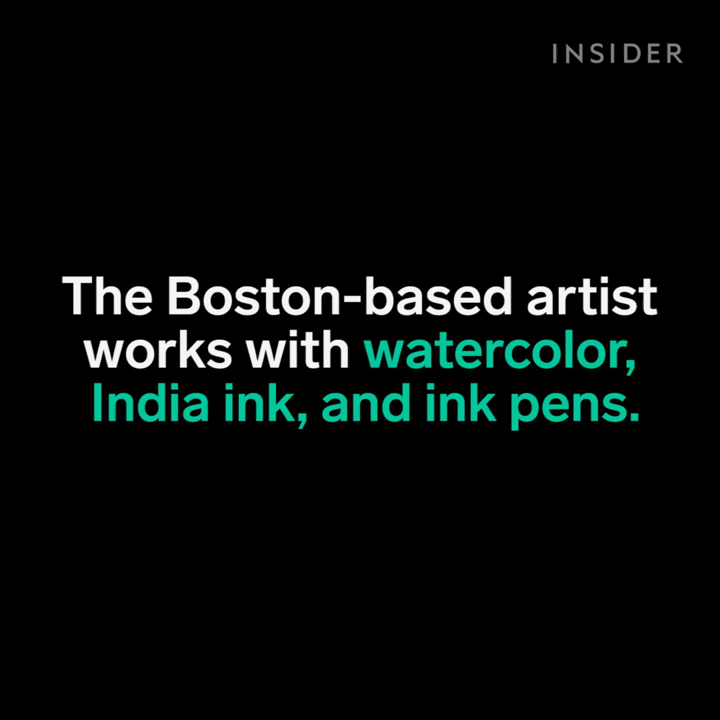 INSIDER
The Boston-based artist
works with watercolor,
India ink, and ink pens.